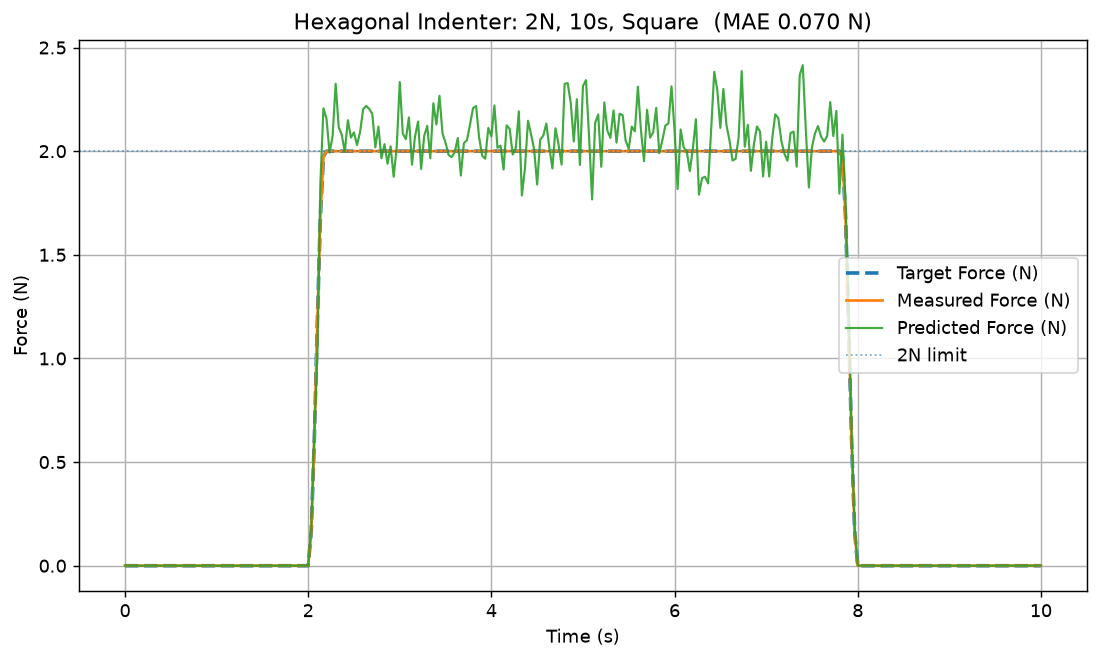 Hexagonal Indenter: 2N, 10s, Square  (MAE 0.070 N)
2.5
2.0
1.5
1.0
0.5
0.0
Force (N)
Target Force (N)
Measured Force (N)
Predicted Force (N)
2N limit
0 2 4 6 8 10
Time (s)